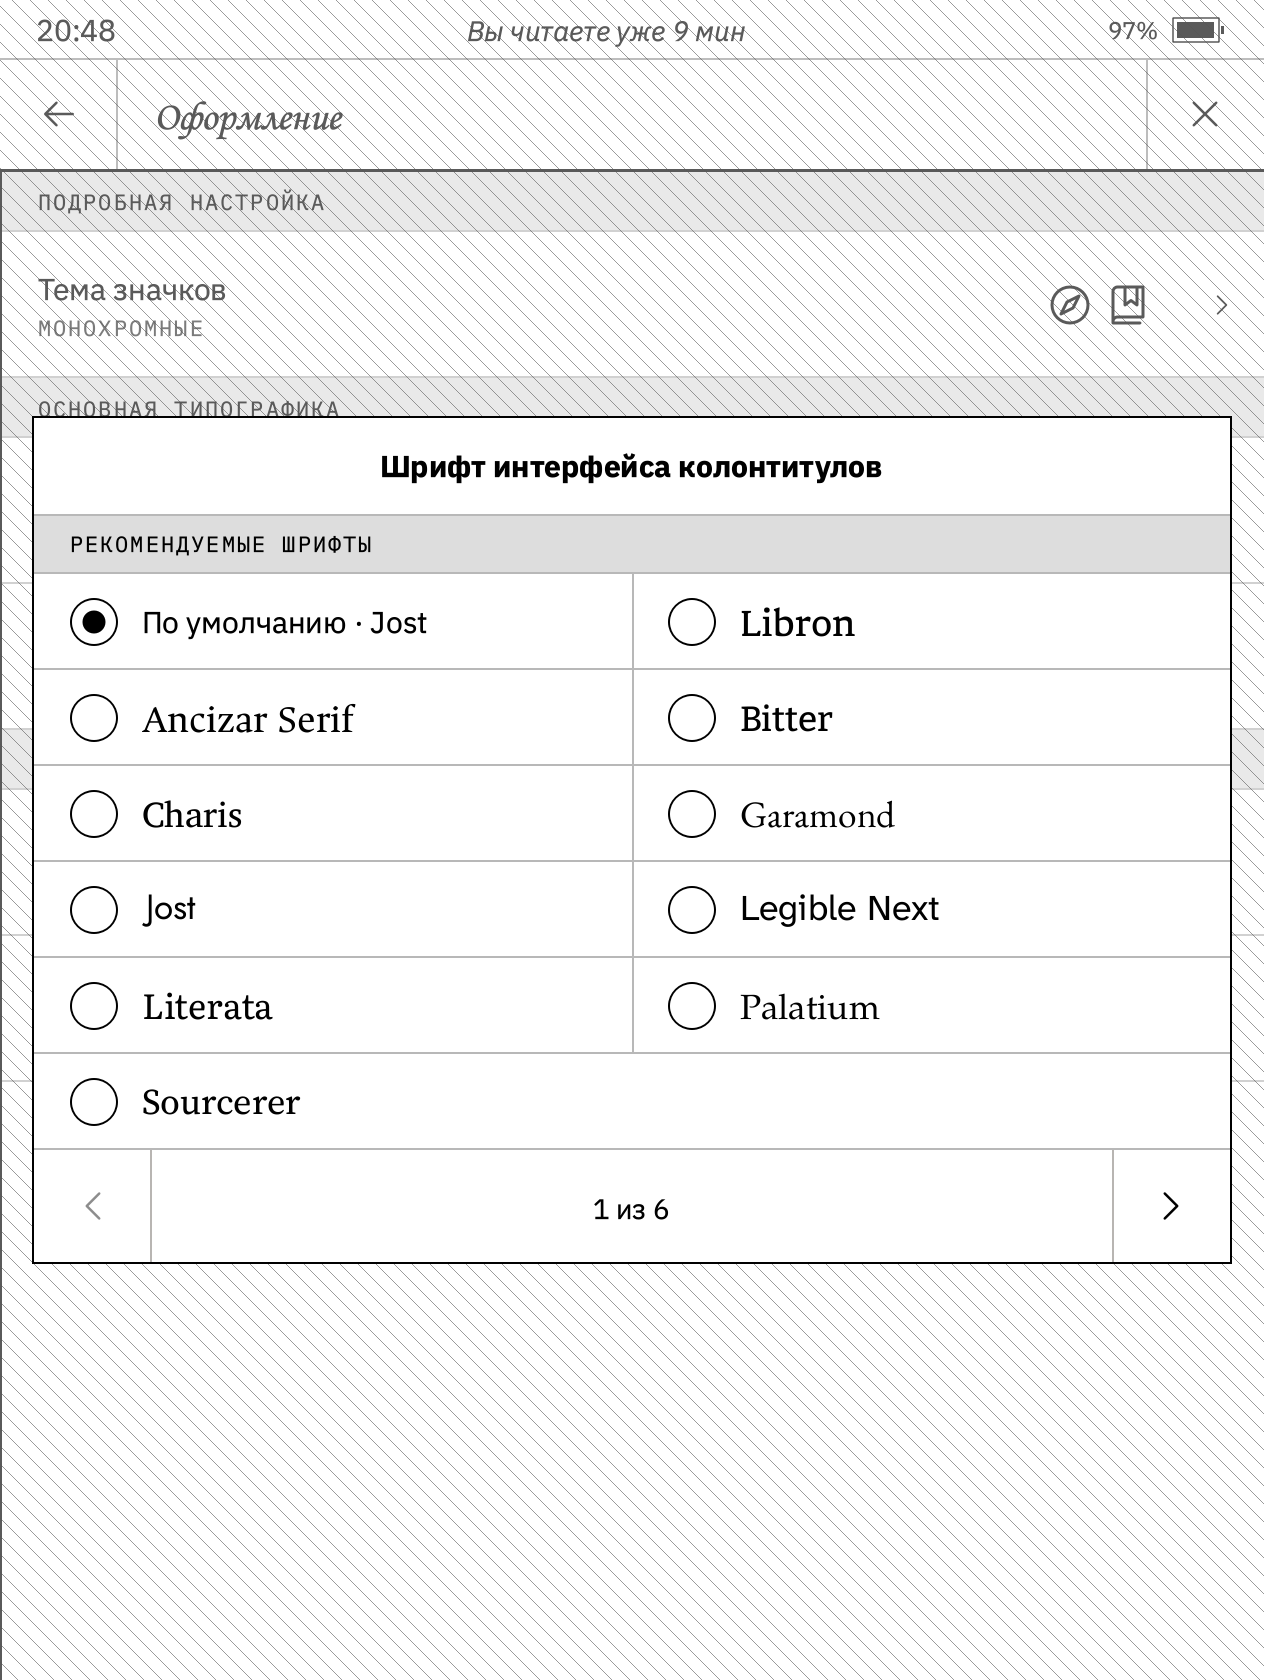 20:48 Вы читаете уже 9 мин 97%
Оформление
ПОДРОБНАЯ НАСТРОЙКА
Тема значков
МОНОХРОМНЫЕ
ОСНОВНАЯ ТИПОГРАФИКА
Шрифт интерфейса колонтитулов
РЕКОМЕНДУЕМЫЕ ШРИФТЫ
По умолчанию · Jost
Libron
Ancizar Serif
Bitter
Charis
Garamond
Jost
Legible Next
Literata
Palatium
Sourcerer
1 из 6